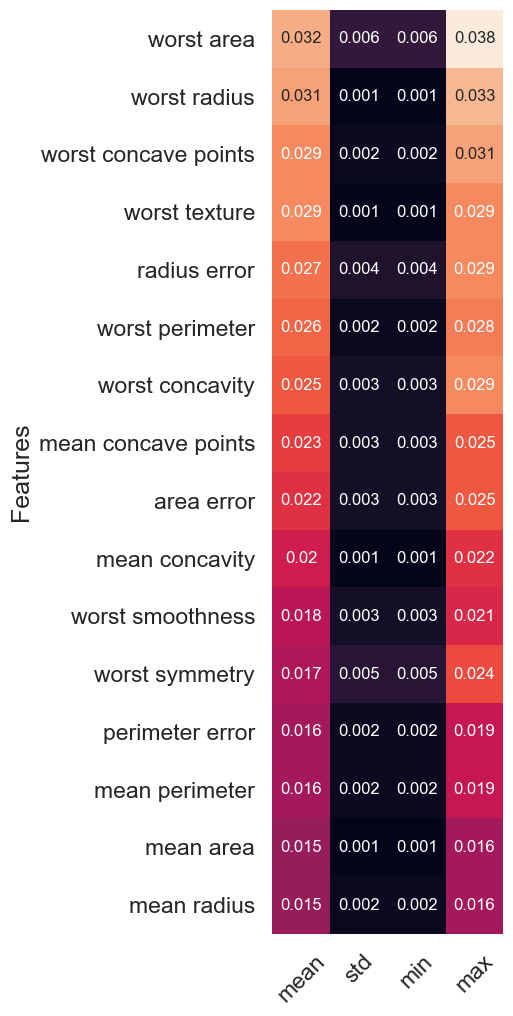 Features
worst area 0.032 0.006 0.006 0.038
worst radius 0.031 0.001 0.001 0.033
worst concave points 0.029 0.002 0.002 0.031
worst texture 0.029 0.001 0.001 0.029
radius error 0.027 0.004 0.004 0.029
worst perimeter 0.026 0.002 0.002 0.028
worst concavity 0.025 0.003 0.003 0.029
mean concave points 0.023 0.003 0.003 0.025
area error 0.022 0.003 0.003 0.025
mean concavity 0.02 0.001 0.001 0.022
worst smoothness 0.018 0.003 0.003 0.021
worst symmetry 0.017 0.005 0.005 0.024
perimeter error 0.016 0.002 0.002 0.019
mean perimeter 0.016 0.002 0.002 0.019
mean area 0.015 0.001 0.001 0.016
mean radius 0.015 0.002 0.002 0.016
mean std min max